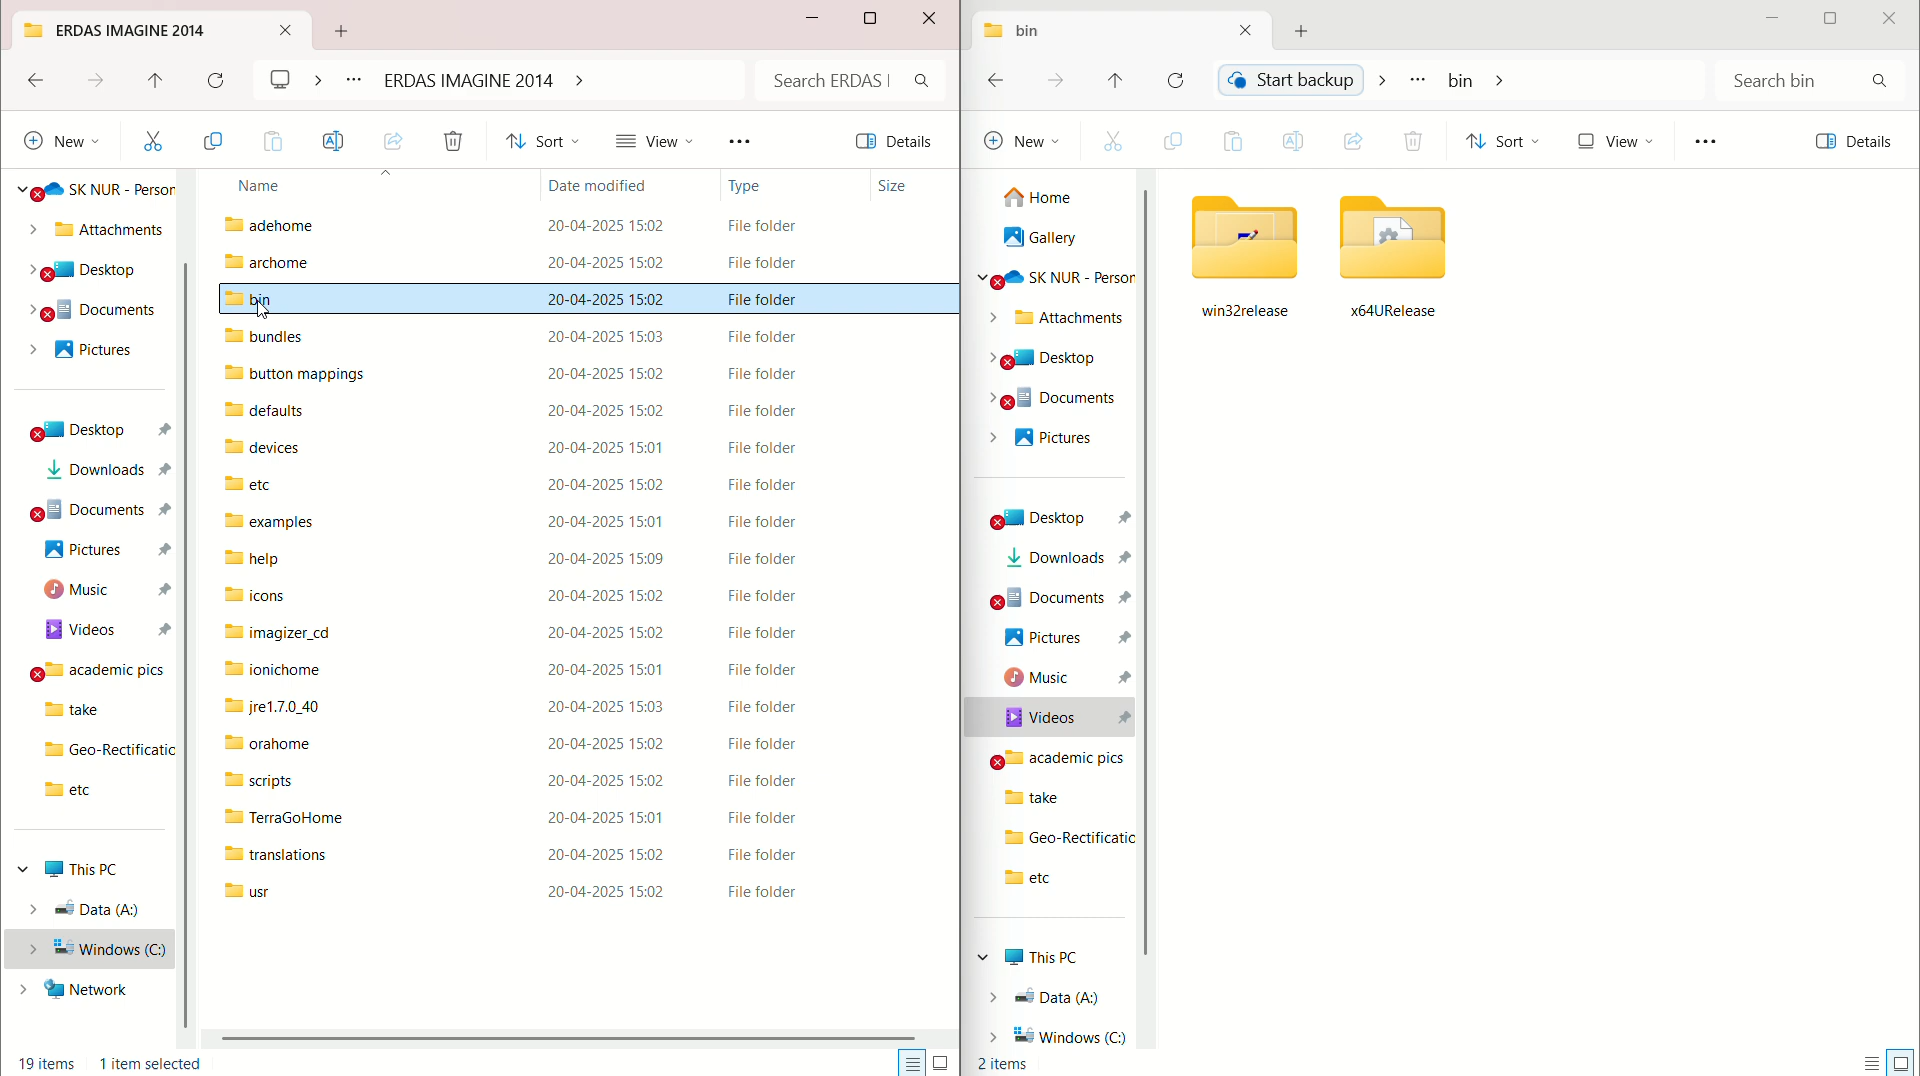 ERDAS IMAGINE 2014
ERDAS IMAGINE 2014
Search ERDAS I
New
Sort
View
Details
SK NUR - Person
Attachments
Desktop
Documents
Pictures
Desktop
Downloads
Documents
Pictures
Music
Videos
academic pics
take
Geo-Rectificatic
etc
This PC
Data (A:)
Windows (C:)
Network
Name Date modified Type Size
adehome 20-04-2025 15:02 File folder
archome 20-04-2025 15:02 File folder
bin 20-04-2025 15:02 File folder
bundles 20-04-2025 15:03 File folder
button mappings 20-04-2025 15:02 File folder
defaults 20-04-2025 15:02 File folder
devices 20-04-2025 15:01 File folder
etc 20-04-2025 15:02 File folder
examples 20-04-2025 15:01 File folder
help 20-04-2025 15:09 File folder
icons 20-04-2025 15:02 File folder
imagizer_cd 20-04-2025 15:02 File folder
ionichome 20-04-2025 15:01 File folder
jre1.7.0_40 20-04-2025 15:03 File folder
orahome 20-04-2025 15:02 File folder
scripts 20-04-2025 15:02 File folder
TerraGoHome 20-04-2025 15:01 File folder
translations 20-04-2025 15:02 File folder
usr 20-04-2025 15:02 File folder
19 items 1 item selected
bin
Start backup bin
Search bin
New
Sort
View
Details
Home
Gallery
SK NUR - Person
Attachments
Desktop
Documents
Pictures
Desktop
Downloads
Documents
Pictures
Music
Videos
academic pics
take
Geo-Rectificatic
etc
This PC
Data (A:)
Windows (C:)
win32release
x64URelease
2 items